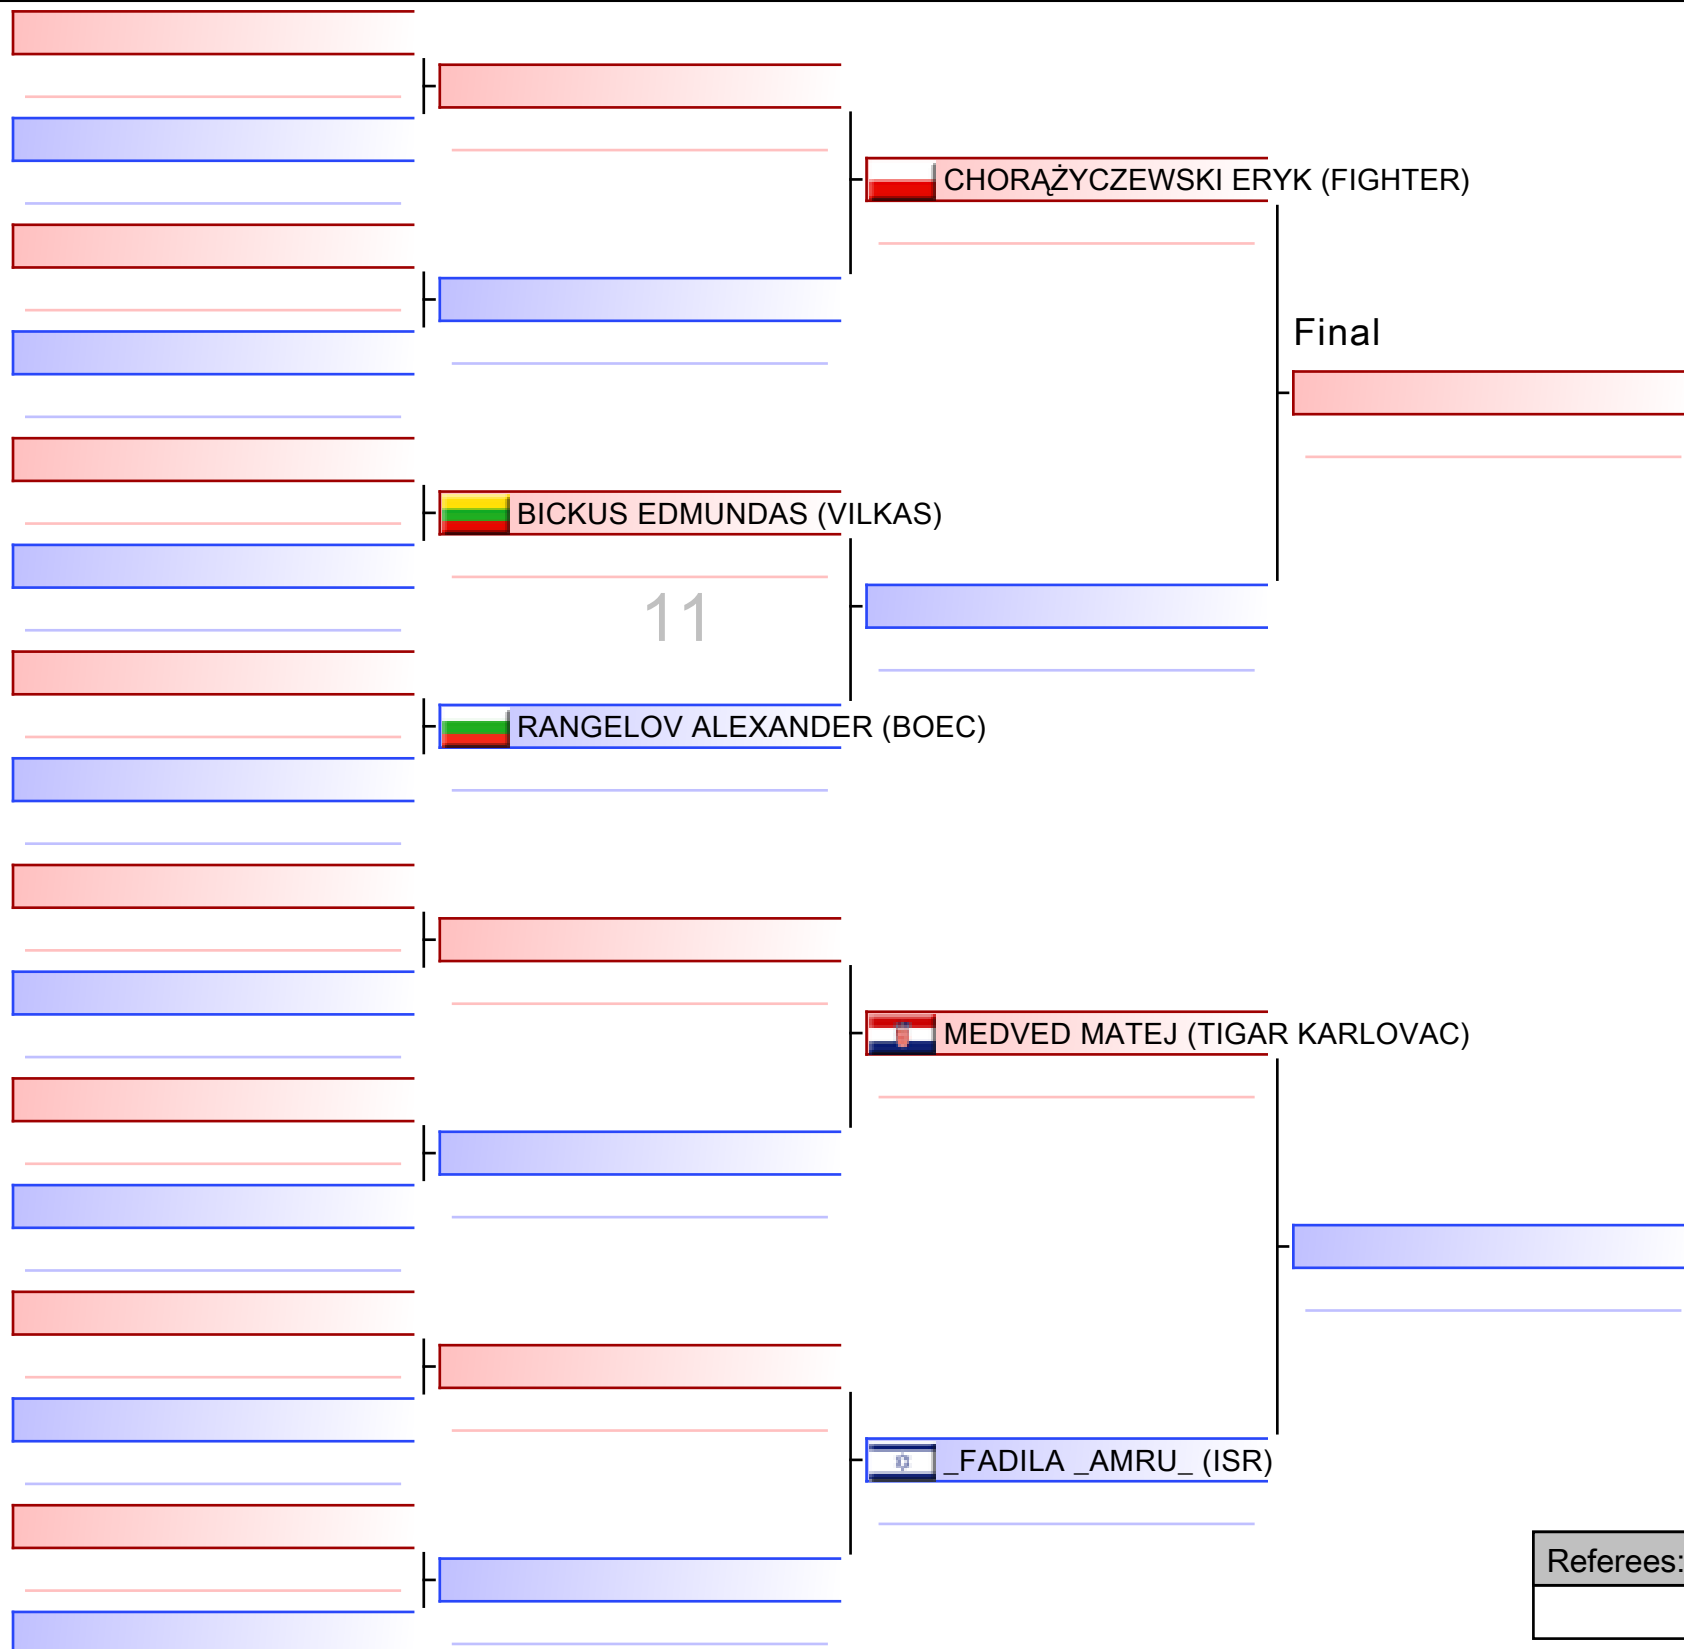 CHORĄŻYCZEWSKI ERYK (FIGHTER)
Final
BICKUS EDMUNDAS (VILKAS)
11
RANGELOV ALEXANDER (BOEC)
MEDVED MATEJ (TIGAR KARLOVAC)
_FADILA _AMRU_ (ISR)
Referees: